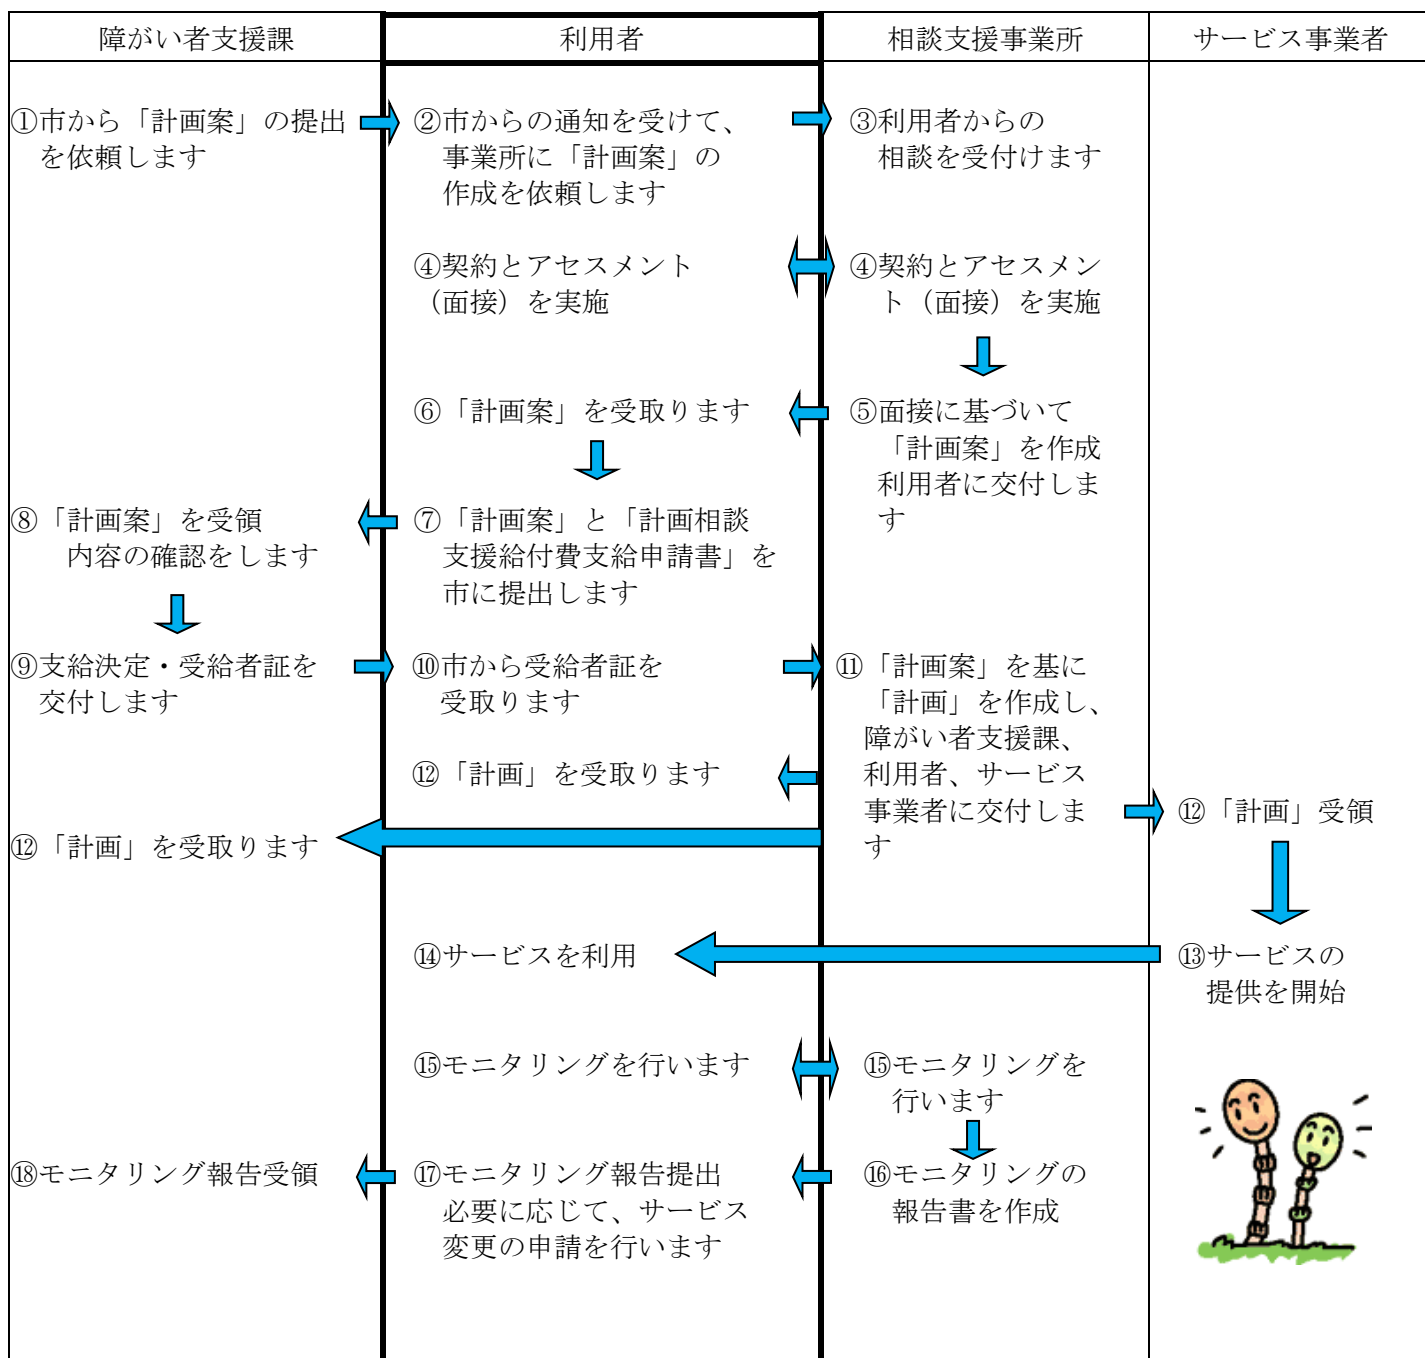 障がい者支援課
利用者
相談支援事業所
サービス事業者
①市から「計画案」の提出
を依頼します
②市からの通知を受けて、
事業所に「計画案」の
作成を依頼します
③利用者からの
相談を受付けます
④契約とアセスメント
（面接）を実施
④契約とアセスメン
ト（面接）を実施
⑤面接に基づいて
「計画案」を作成
利用者に交付しま
す
⑥「計画案」を受取ります
⑦「計画案」と「計画相談
支援給付費支給申請書」を
市に提出します
⑧「計画案」を受領
内容の確認をします
⑨支給決定・受給者証を
交付します
⑩市から受給者証を
受取ります
⑪「計画案」を基に
「計画」を作成し、
障がい者支援課、
利用者、サービス
事業者に交付しま
す
⑫「計画」を受取ります
⑫「計画」受領
⑫「計画」を受取ります
⑬サービスの
提供を開始
⑭サービスを利用
⑮モニタリングを行います
⑮モニタリングを
行います
⑯モニタリングの
報告書を作成
⑰モニタリング報告提出
必要に応じて、サービス
変更の申請を行います
⑱モニタリング報告受領